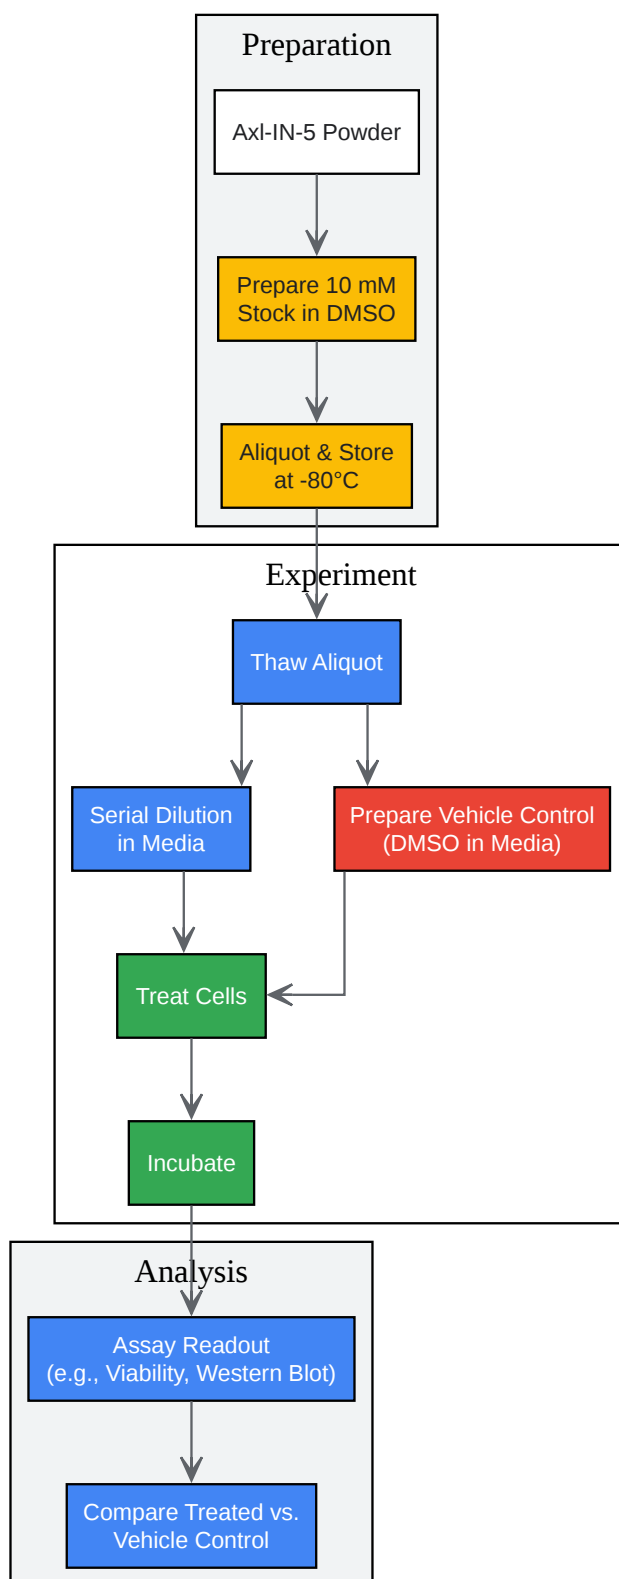 Preparation
Axl-IN-5 Powder
Prepare 10 mM
Stock in DMSO
Aliquot & Store
at -80°C
Experiment
Thaw Aliquot
Serial Dilution
in Media
Prepare Vehicle Control
(DMSO in Media)
Treat Cells
Incubate
Analysis
Assay Readout
(e.g., Viability, Western Blot)
Compare Treated vs.
Vehicle Control